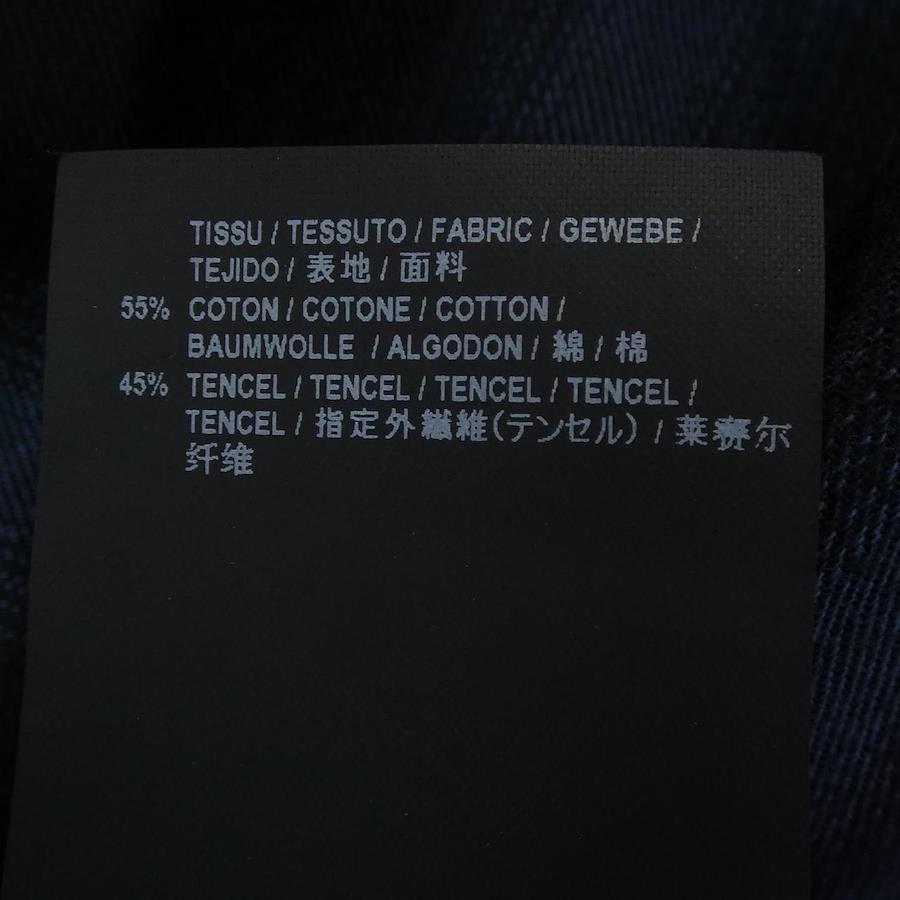 TISSU / TESSUTO / FABRIC / GEWEBE /
TEJIDO / 表地 / 面料
55% COTON / COTONE / COTTON /
BAUMWOLLE / ALGODON / 綿 / 棉
45% TENCEL / TENCEL / TENCEL / TENCEL /
TENCEL / 指定外繊維(テンセル) / 莱赛尔
纤维